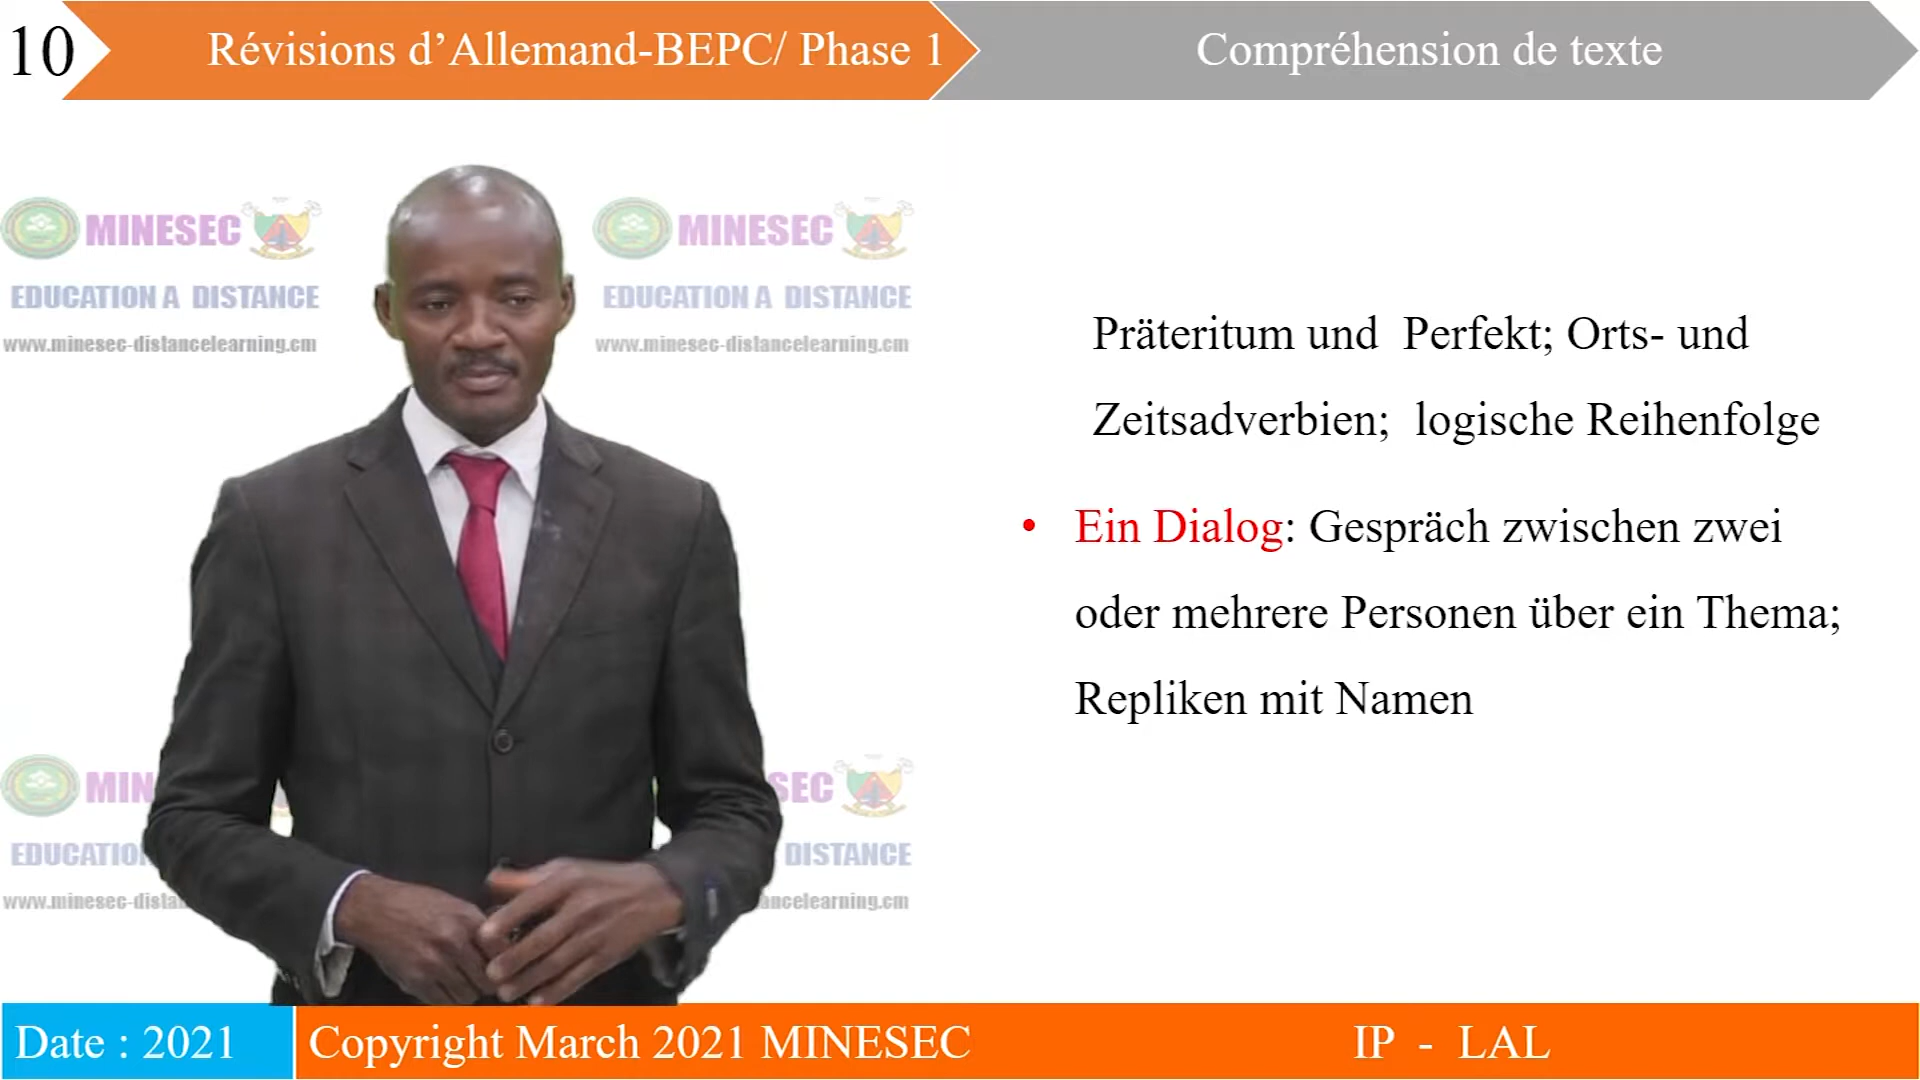 10
Révisions d’Allemand-BEPC/ Phase 1
Compréhension de texte
MINESEC
EDUCATION A DISTANCE
www.minesec-distancelearning.cm
MINESEC
EDUCATION A DISTANCE
www.minesec-distancelearning.cm
Präteritum und Perfekt; Orts- und
Zeitsadverbien; logische Reihenfolge
• Ein Dialog: Gespräch zwischen zwei
oder mehrere Personen über ein Thema;
Repliken mit Namen
Date : 2021
Copyright March 2021 MINESEC
IP - LAL